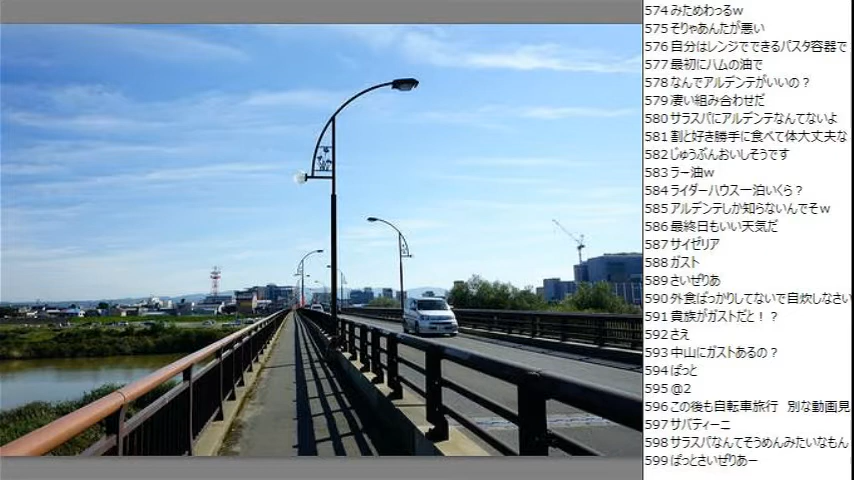 574 みためわっるｗ
575 そりゃあんたが悪い
576 自分はレンジでできるパスタ容器で
577 最初にハムの油で
578 なんでアルデンテがいいの？
579 凄い組み合わせだ
580 サラスパにアルデンテなんてないよ
581 割と好き勝手に食べて体大丈夫な
582 じゅうぶんおいしそうです
583 ラー油ｗ
584 ライダーハウス一泊いくら？
585 アルデンテしか知らないんでそｗ
586 最終日もいい天気だ
587 サイゼリア
588 ガスト
589 さいぜりあ
590 外食ばっかりしてないで自炊しなさい
591 貴族がガストだと！？
592 さえ
593 中山にガストあるの？
594 ばっと
595 @2
596 この後も自転車旅行　別な動画見
597 サバティーニ
598 サラスパなんてそうめんみたいなもん
599 ばっとさいぜりあー